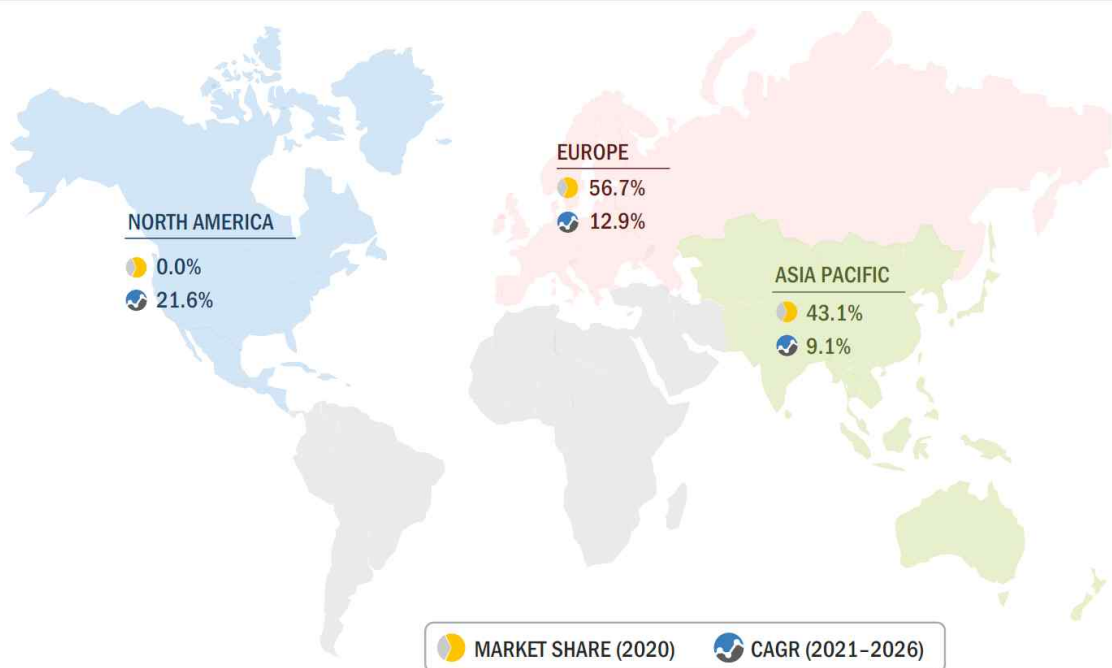 EUROPE
56.7%
12.9%
NORTH AMERICA
0.0%
21.6%
ASIA PACIFIC
43.1%
9.1%
MARKET SHARE (2020) CAGR (2021–2026)